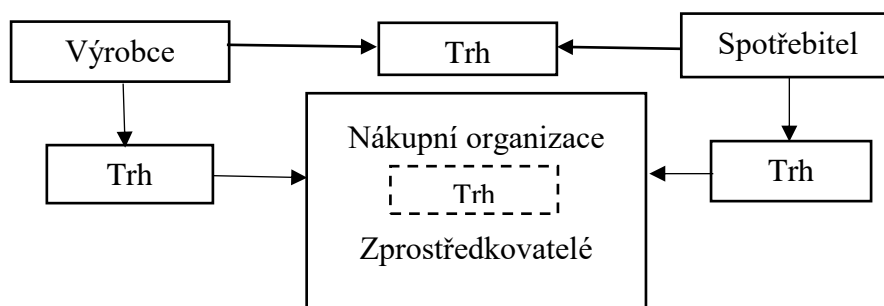 Výrobce
Trh
Spotřebitel
Trh
Nákupní organizace
Trh
Zprostředkovatelé
Trh